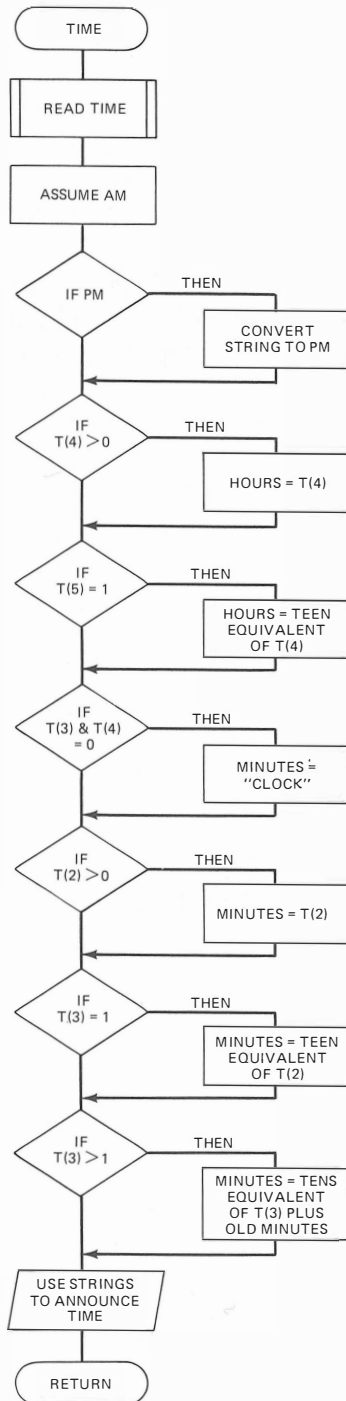 TIME
READ TIME
ASSUME AM
IF PM
THEN
CONVERT
STRING TO PM
IF
T(4) >0
THEN
HOURS = T(4)
IF
T(5) = 1
THEN
HOURS = TEEN
EQUIVALENT
OF T(4)
IF
T(3) & T(4)
= 0
THEN
MINUTES =
"CLOCK"
IF
T(2) >0
THEN
MINUTES = T(2)
IF
T(3) = 1
THEN
MINUTES = TEEN
EQUIVALENT
OF T(2)
IF
T(3) >1
THEN
MINUTES = TENS
EQUIVALENT
OF T(3) PLUS
OLD MINUTES
USE STRINGS
TO ANNOUNCE
TIME
RETURN